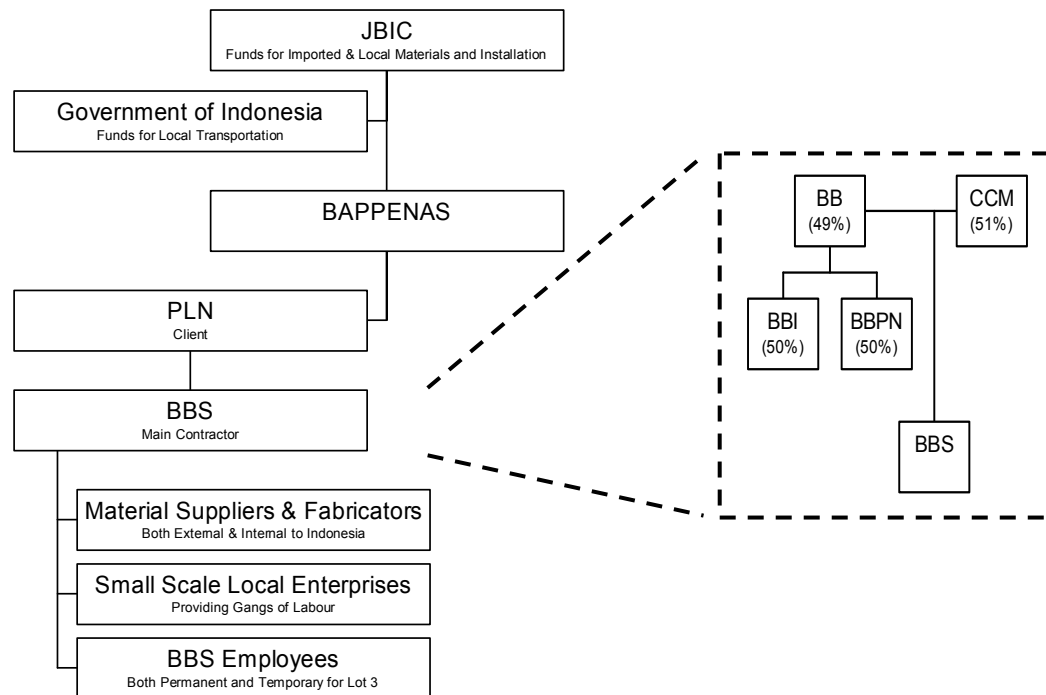 JBIC
Funds for Imported & Local Materials and Installation
Government of Indonesia
Funds for Local Transportation
BAPPENAS
PLN
Client
BBS
Main Contractor
Material Suppliers & Fabricators
Both External & Internal to Indonesia
Small Scale Local Enterprises
Providing Gangs of Labour
BBS Employees
Both Permanent and Temporary for Lot 3
BB
(49%)
CCM
(51%)
BBI
(50%)
BBPN
(50%)
BBS